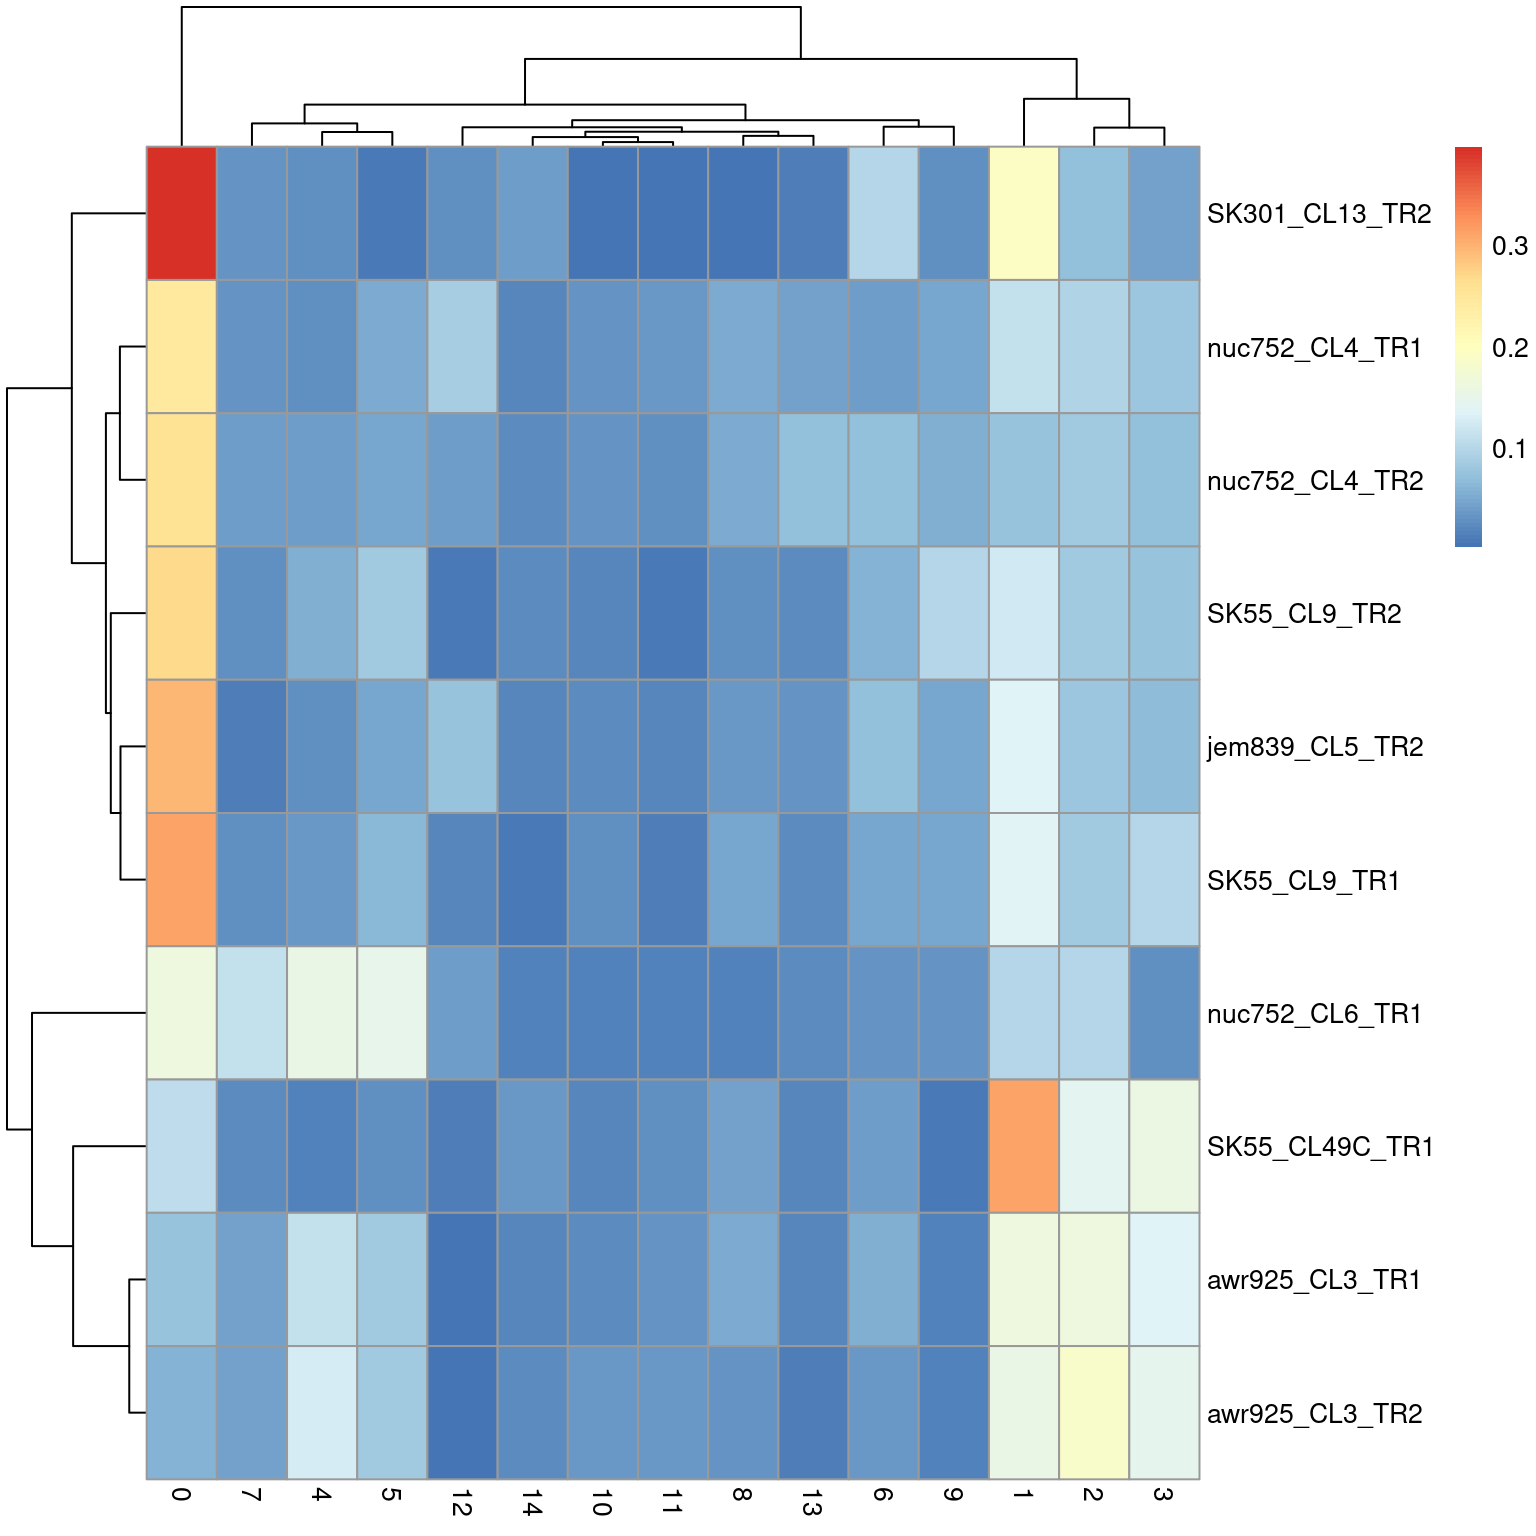 SK301_CL13_TR2
nuc752_CL4_TR1
nuc752_CL4_TR2
SK55_CL9_TR2
jem839_CL5_TR2
SK55_CL9_TR1
nuc752_CL6_TR1
SK55_CL49C_TR1
awr925_CL3_TR1
awr925_CL3_TR2
0.3
0.2
0.1
0 7 4 5 12 14 10 11 8 13 6 9 1 2 3